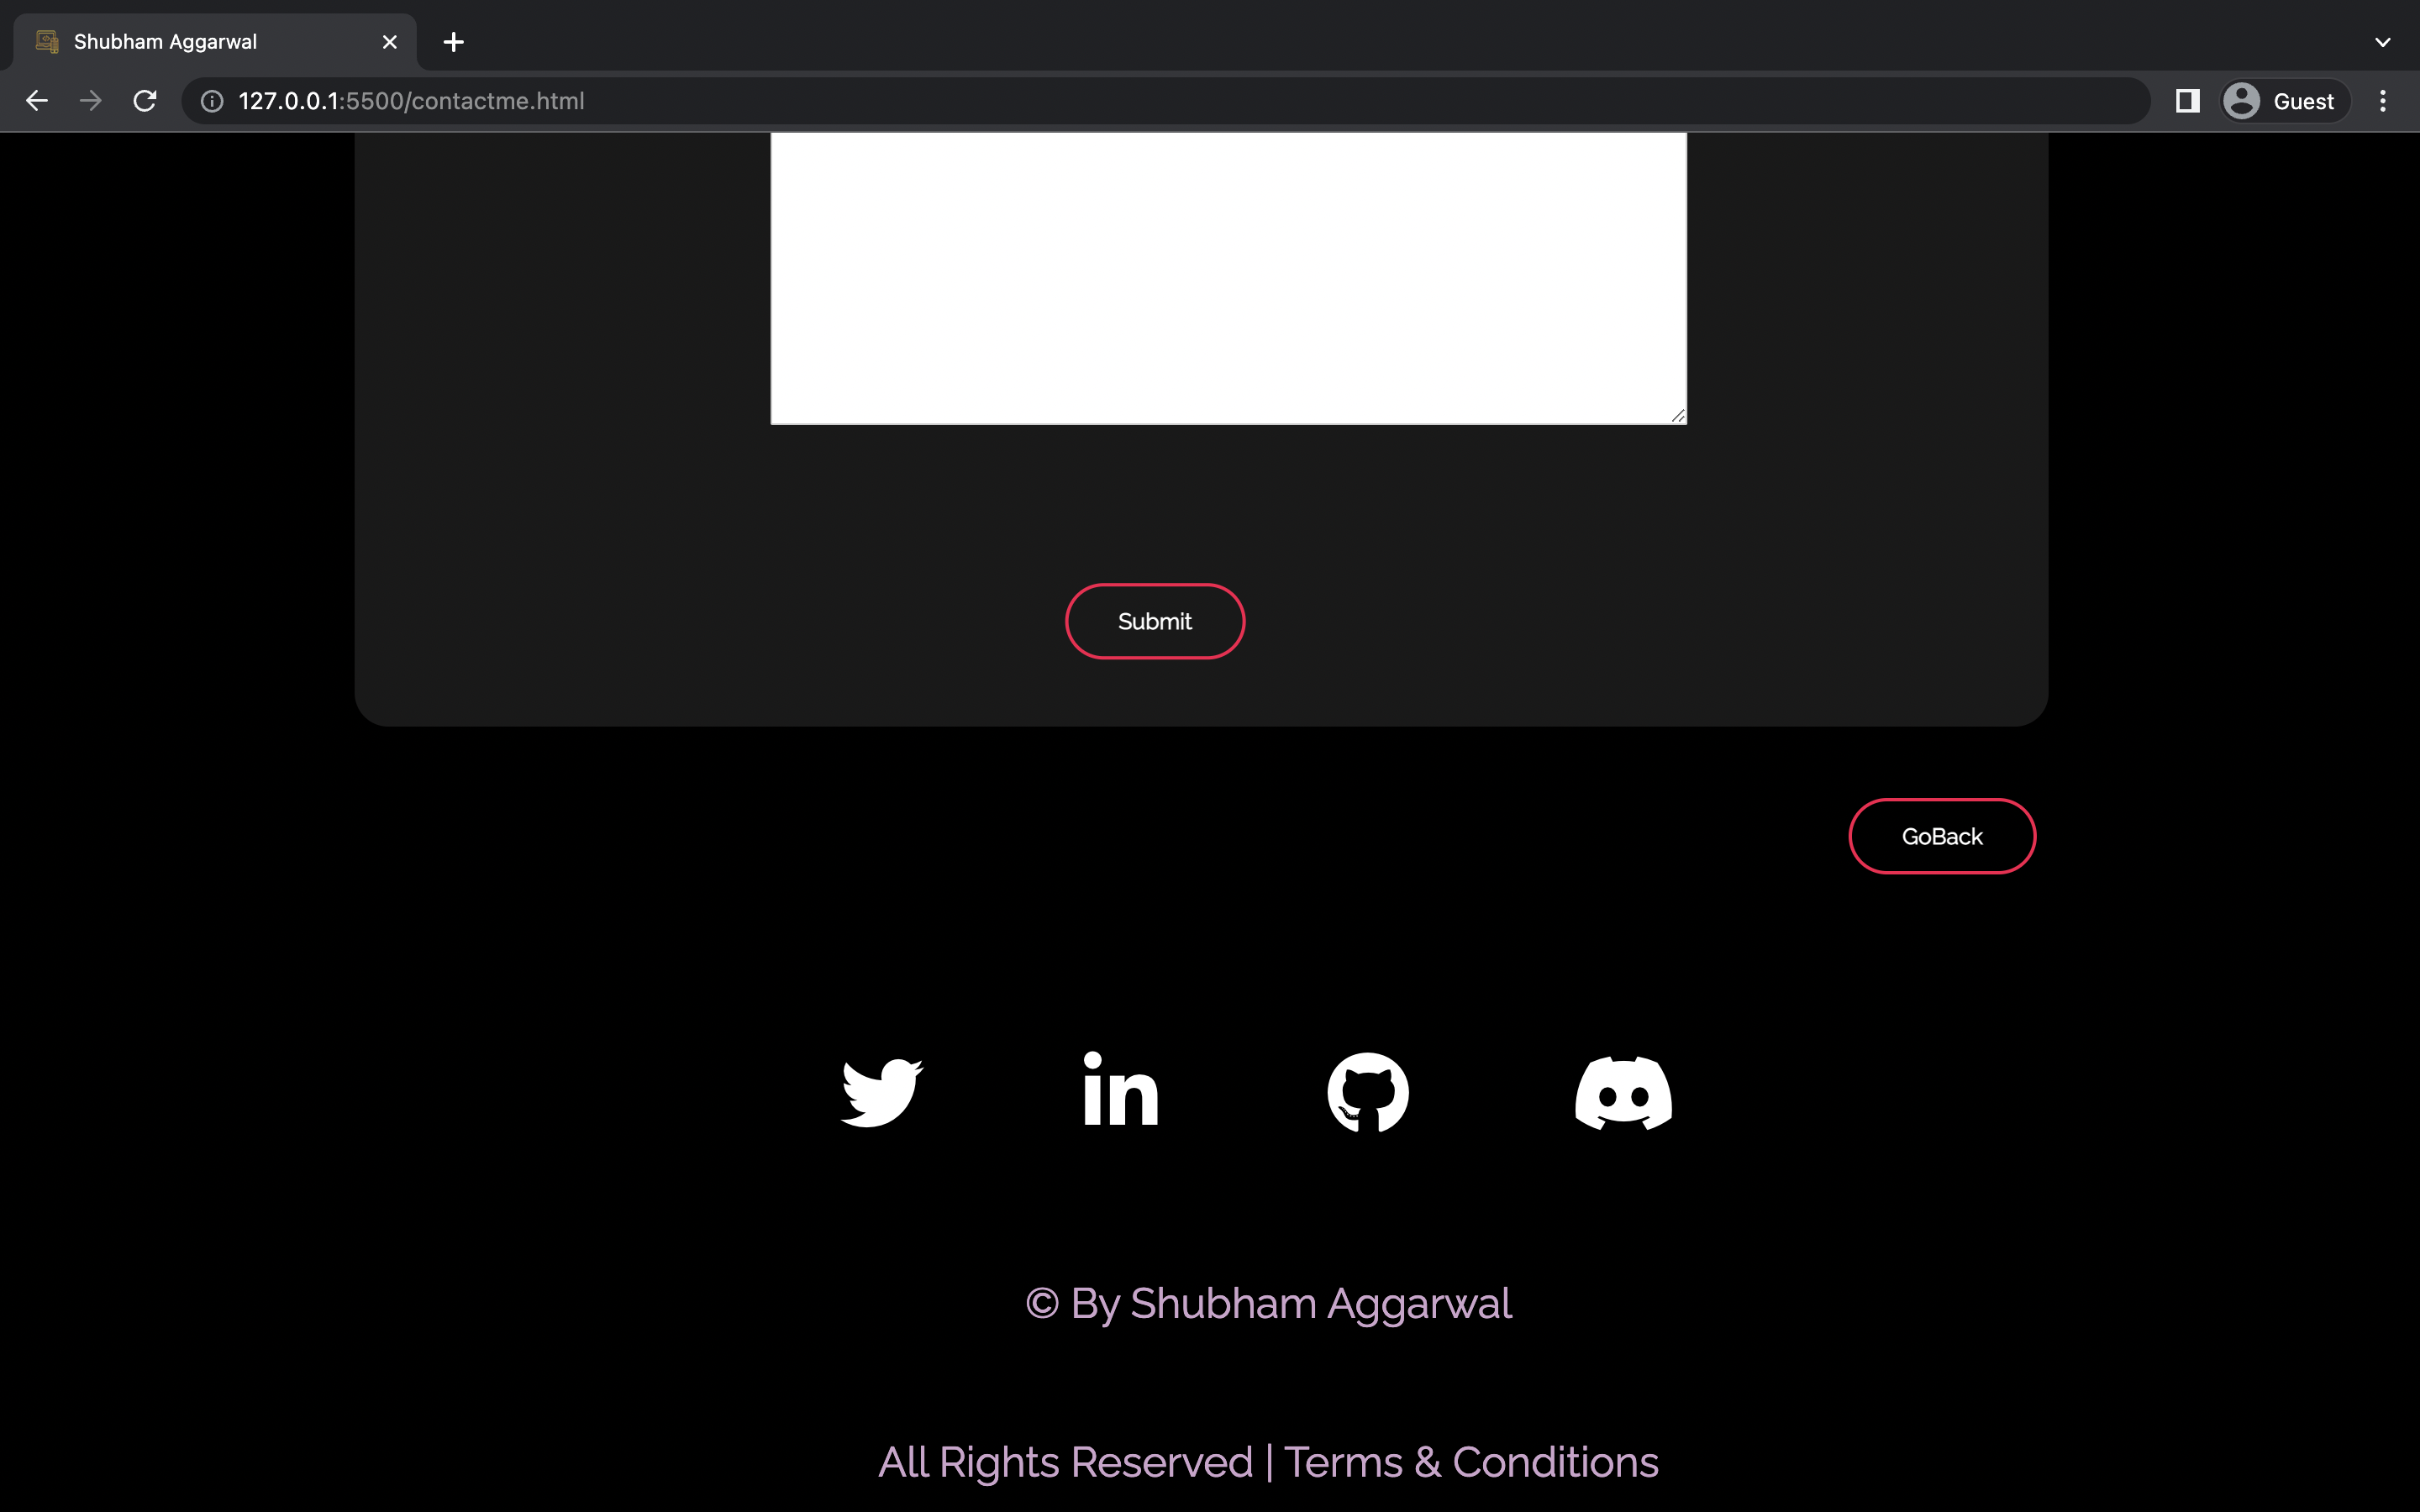 Shubham Aggarwal
127.0.0.1:5500/contactme.html
Guest
Submit
GoBack
in
© By Shubham Aggarwal
All Rights Reserved | Terms & Conditions